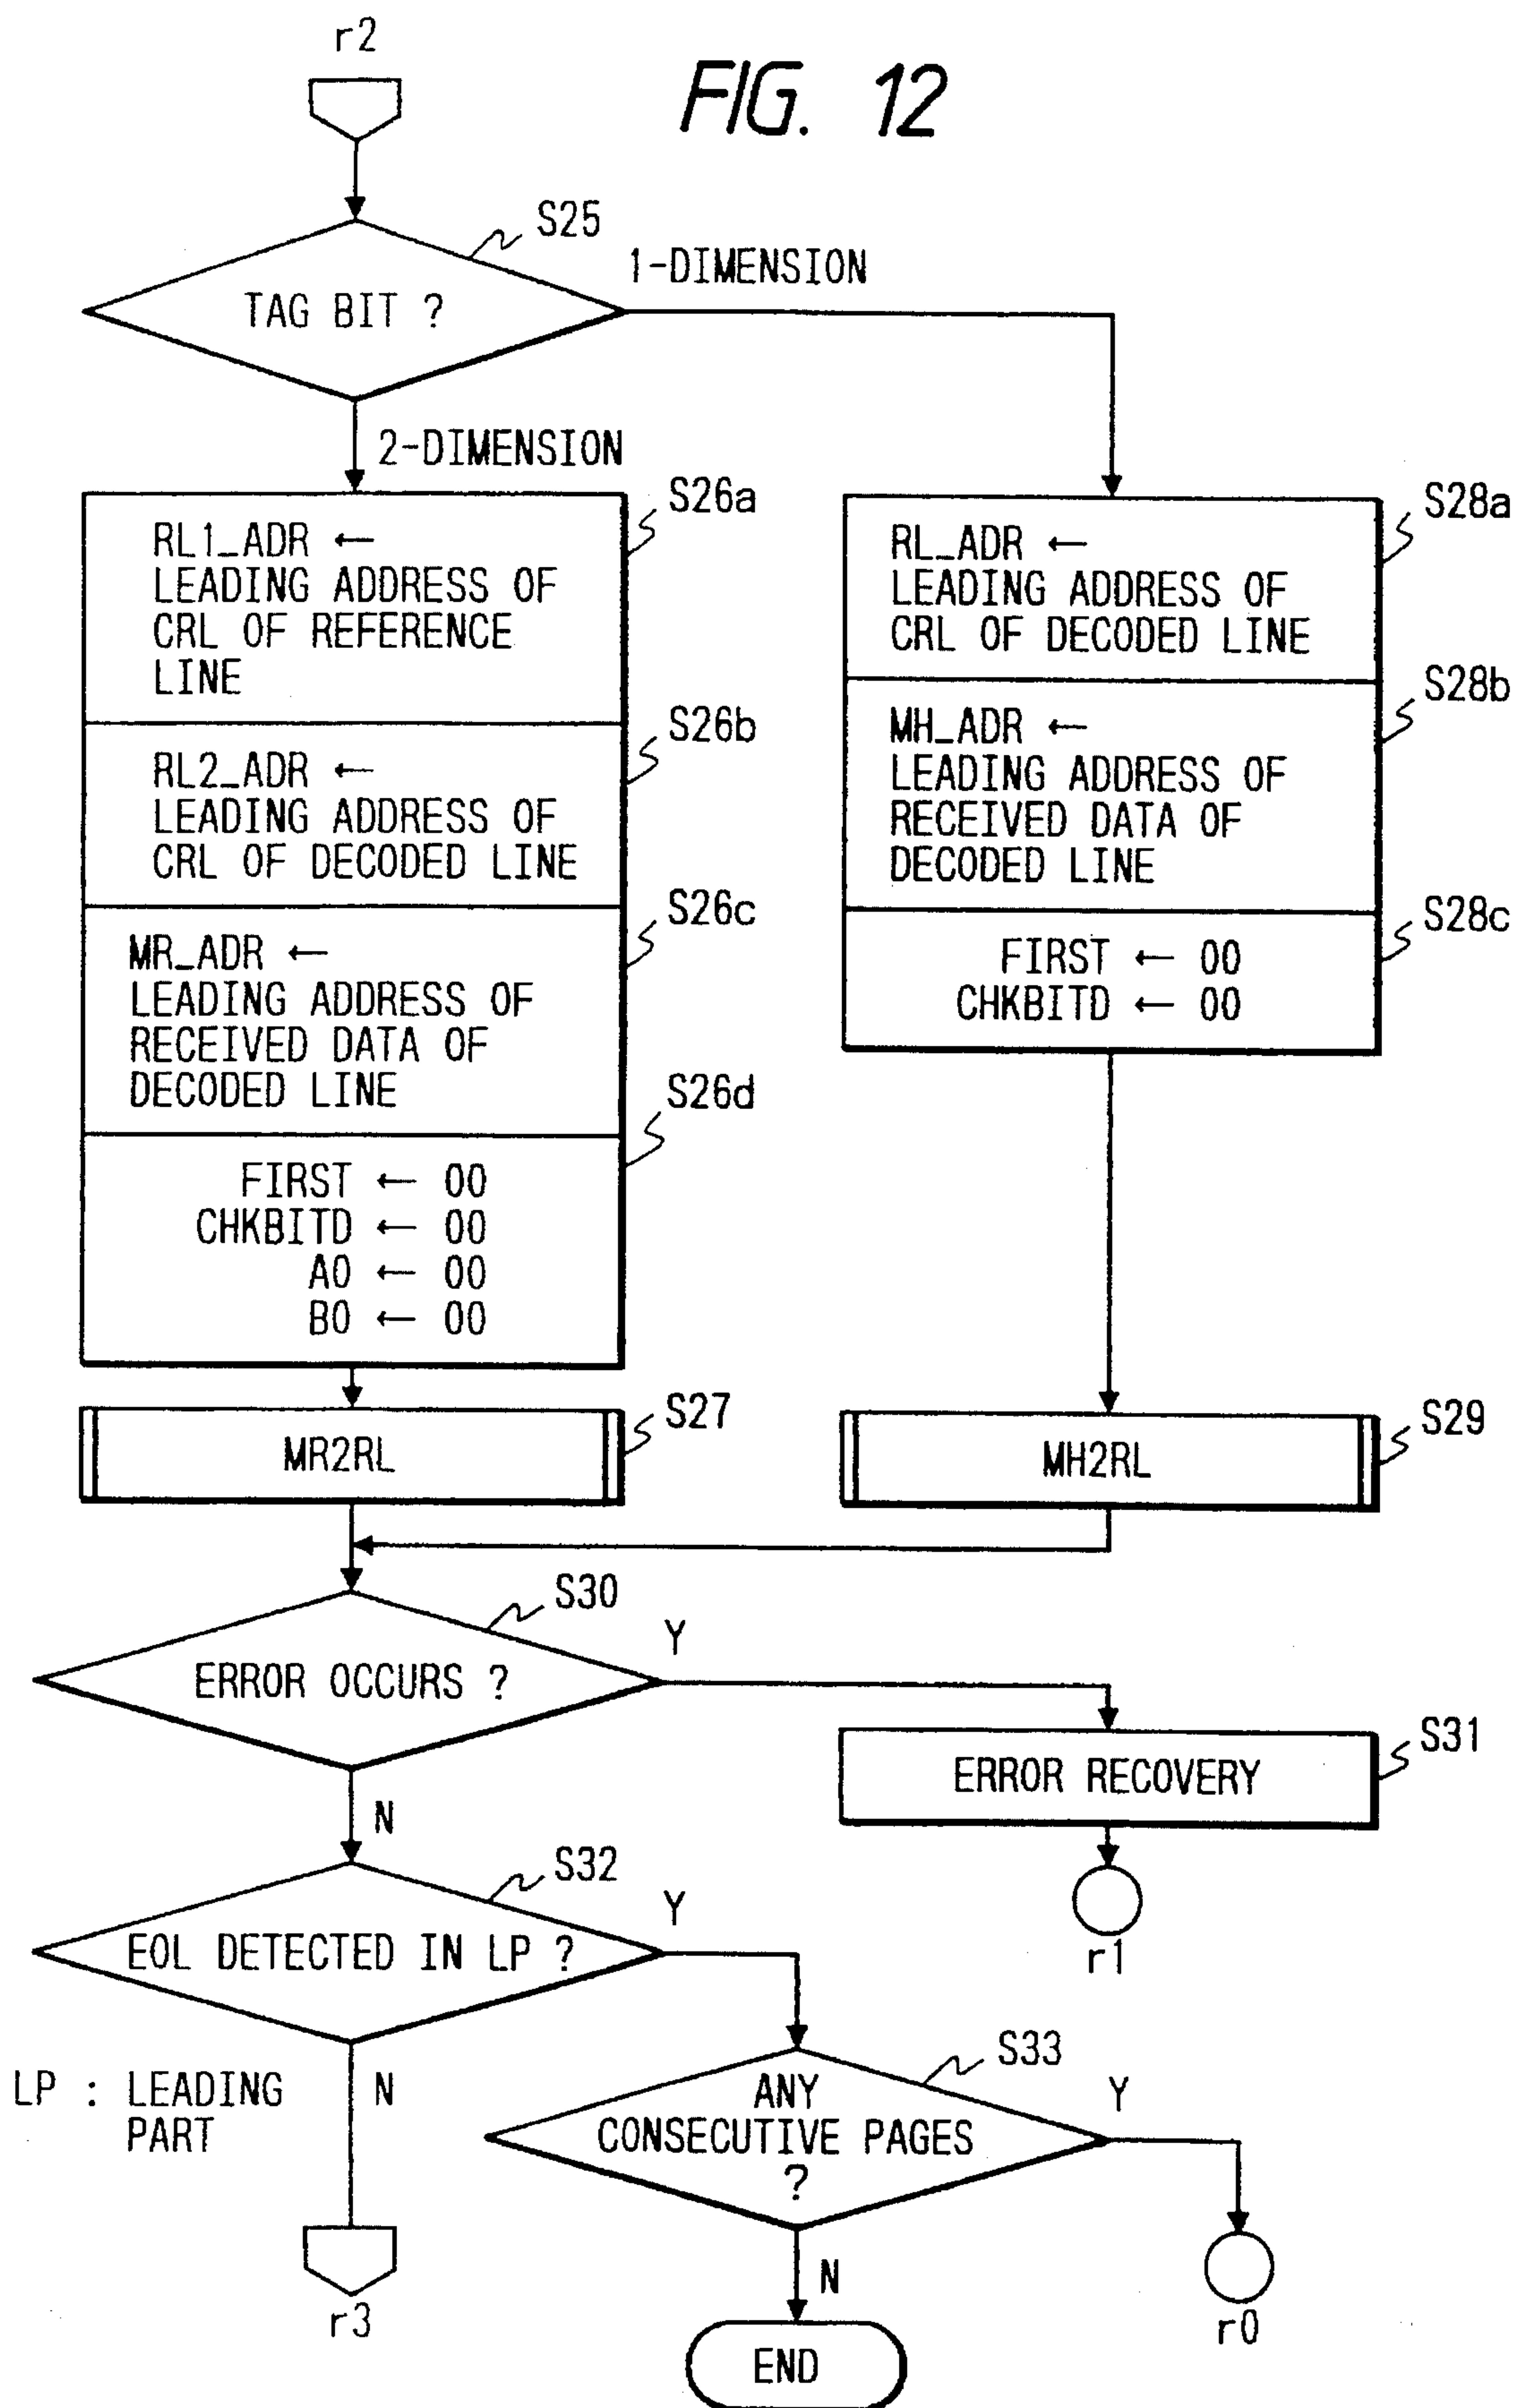 r2
FIG. 12
S25
1-DIMENSION
TAG BIT ?
2-DIMENSION
S26a
RL1_ADR ←
LEADING ADDRESS OF
CRL OF REFERENCE
LINE
S26b
RL2_ADR ←
LEADING ADDRESS OF
CRL OF DECODED LINE
S26c
MR_ADR ←
LEADING ADDRESS OF
RECEIVED DATA OF
DECODED LINE
S26d
FIRST ← 00
CHKBITD ← 00
A0 ← 00
B0 ← 00
S27
MR2RL
S28a
RL_ADR ←
LEADING ADDRESS OF
CRL OF DECODED LINE
S28b
MH_ADR ←
LEADING ADDRESS OF
RECEIVED DATA OF
DECODED LINE
S28c
FIRST ← 00
CHKBITD ← 00
S29
MH2RL
S30
Y
ERROR OCCURS ?
S31
ERROR RECOVERY
r1
N
S32
Y
EOL DETECTED IN LP ?
LP : LEADING
PART
N
r3
S33
ANY
CONSECUTIVE PAGES
?
Y
r0
N
END